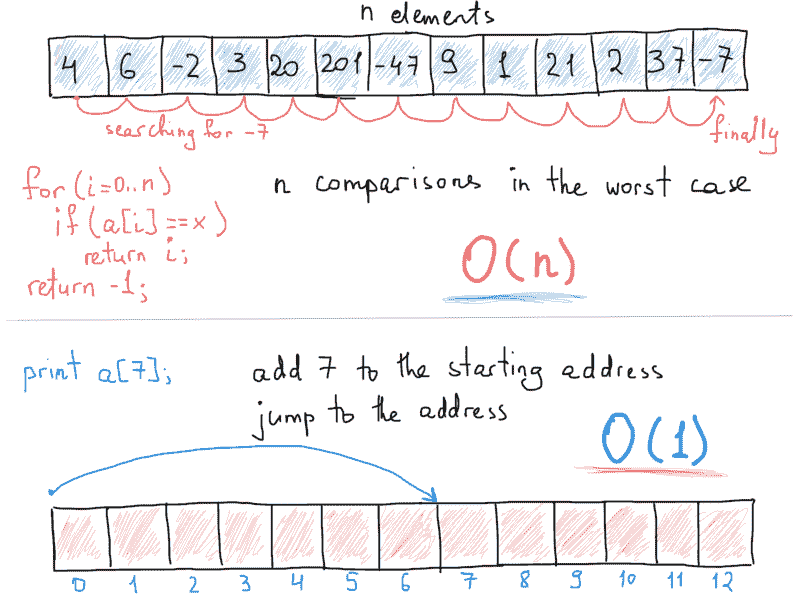 n elements
4 6 -2 3 20 201 -47 9 1 21 2 37 -7
searching for -7
finally
for (i=0..n)
if (a[i]==x)
return i;
return -1;
n comparisons in the worst case
O(n)
print a[7];
add 7 to the starting address
jump to the address
O(1)
0 1 2 3 4 5 6 7 8 9 10 11 12